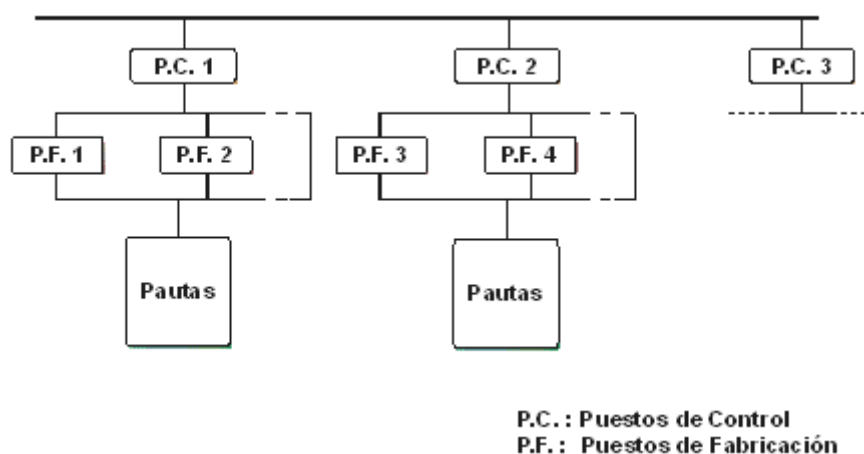 P.C. 1
P.C. 2
P.C. 3
P.F. 1
P.F. 2
P.F. 3
P.F. 4
Pautas
Pautas
P.C. : Puestos de Control
P.F. : Puestos de Fabricación